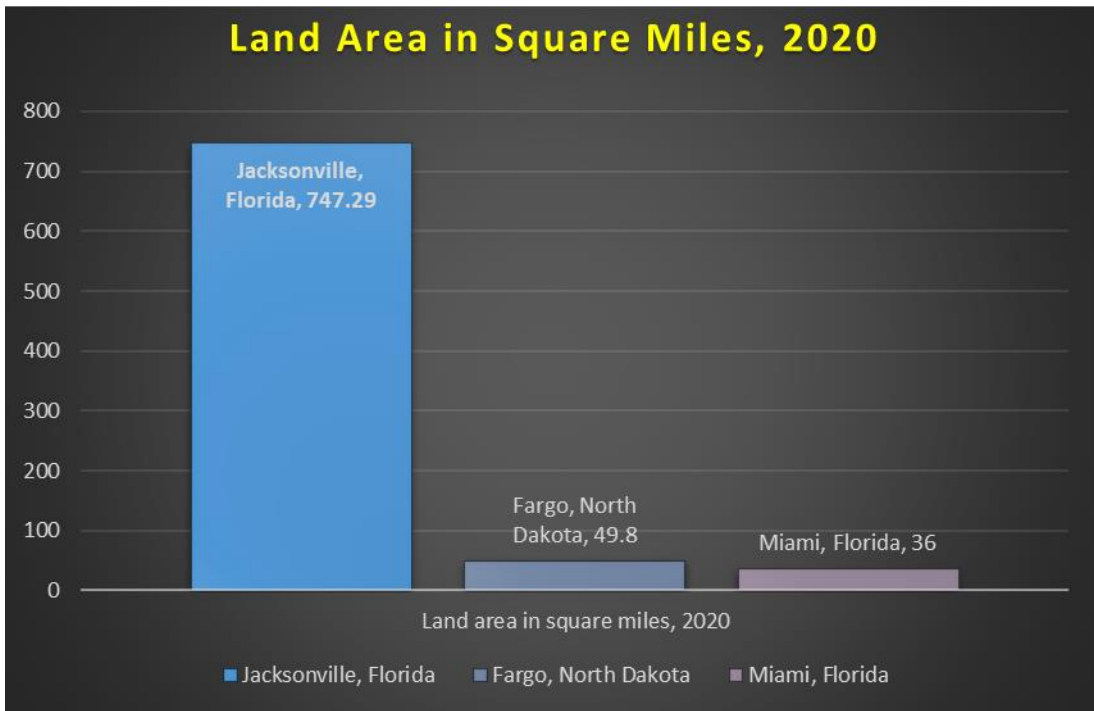 Land Area in Square Miles, 2020
800
700
600
500
400
300
200
100
0
Jacksonville,
Florida, 747.29
Fargo, North
Dakota, 49.8
Miami, Florida, 36
Land area in square miles, 2020
Jacksonville, Florida
Fargo, North Dakota
Miami, Florida